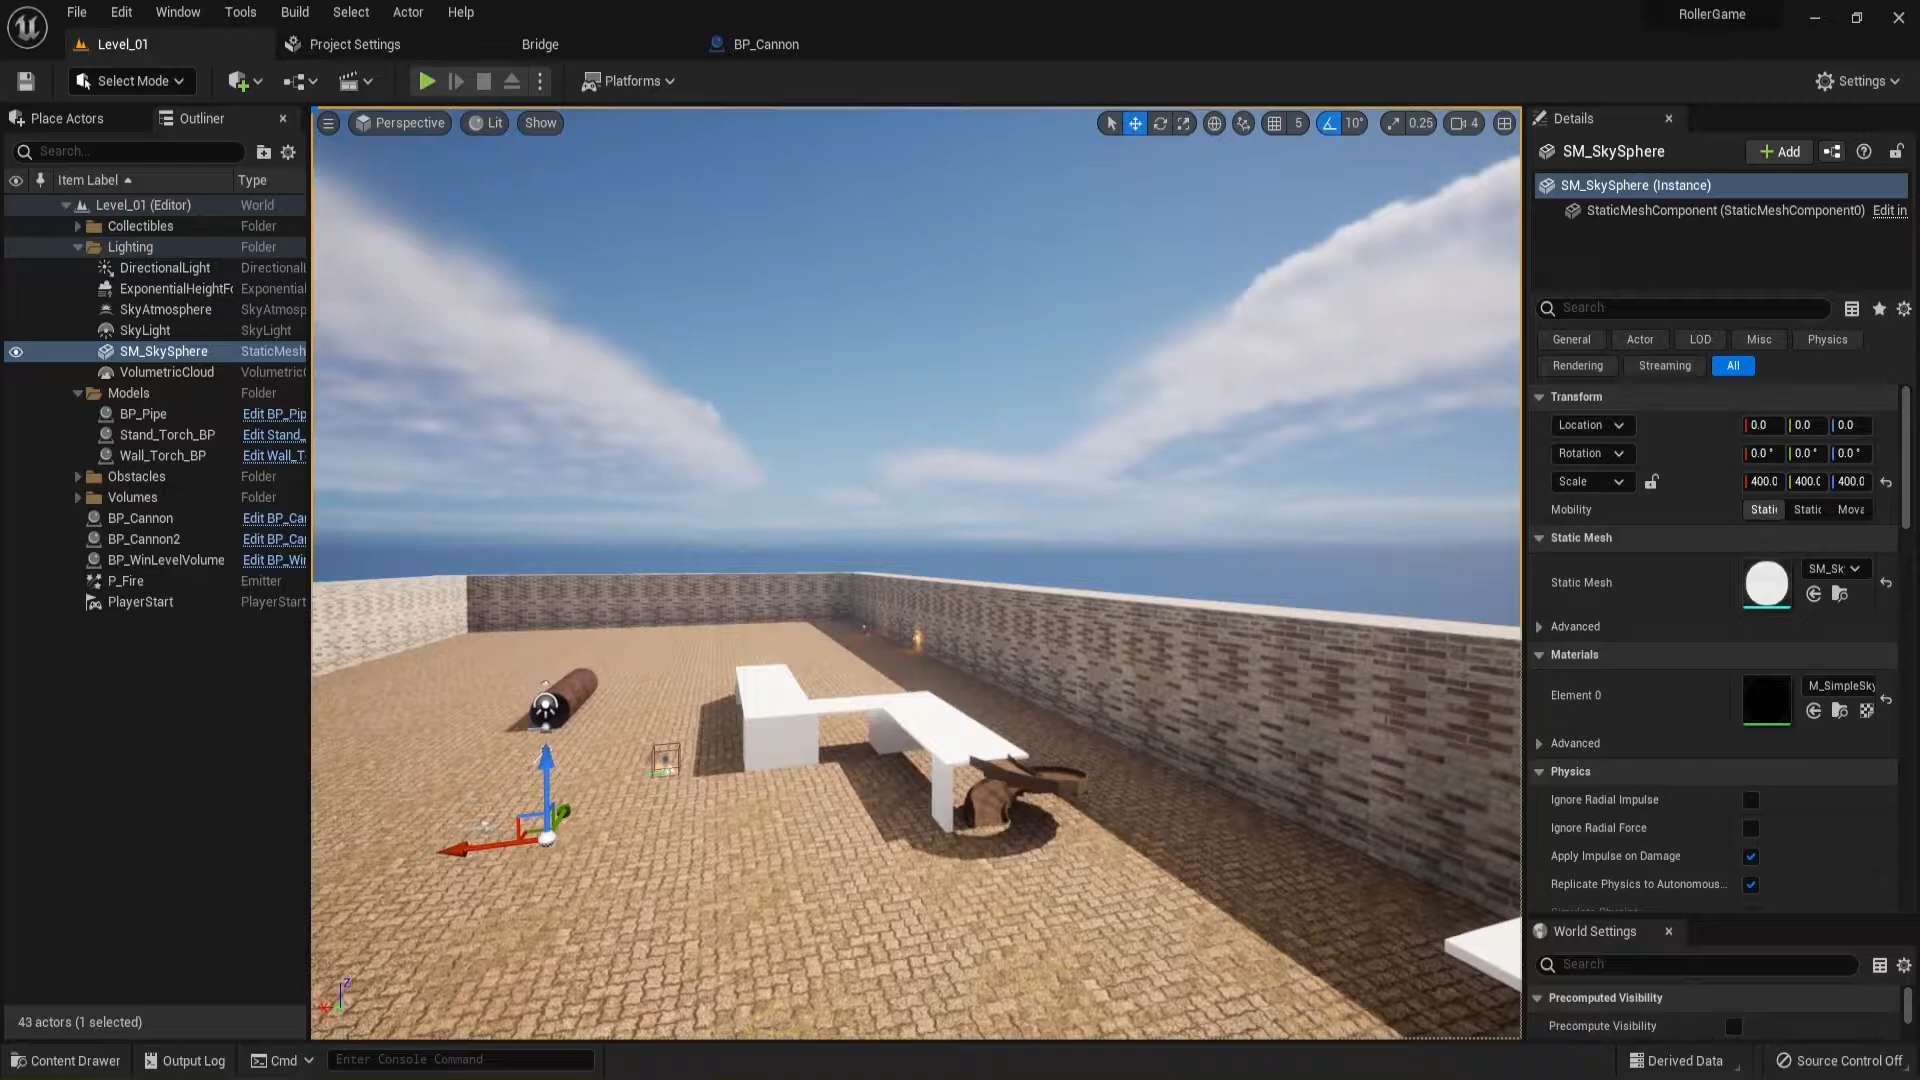 File Edit Window Tools Build Select Actor Help
RollerGame
Level_01
Project Settings
Bridge
BP_Cannon
Select Mode
Platforms
Settings
Place Actors
Outliner
Search...
Item Label
Type
Level_01 (Editor) World
Collectibles Folder
Lighting Folder
DirectionalLight DirectionalL
ExponentialHeightFo Exponential
SkyAtmosphere SkyAtmosp
SkyLight SkyLight
SM_SkySphere StaticMesh
VolumetricCloud Volumetric
Models Folder
BP_Pipe Edit BP_Pip
Stand_Torch_BP Edit Stand_
Wall_Torch_BP Edit Wall_T
Obstacles Folder
Volumes Folder
BP_Cannon Edit BP_Ca
BP_Cannon2 Edit BP_Ca
BP_WinLevelVolume Edit BP_Wi
P_Fire Emitter
PlayerStart PlayerStart
43 actors (1 selected)
Perspective
Lit
Show
5
10°
0.25
4
Z
X
Details
SM_SkySphere
Add
SM_SkySphere (Instance)
StaticMeshComponent (StaticMeshComponent0) Edit in
Search
General Actor LOD Misc Physics
Rendering Streaming All
Transform
Location 0.0 0.0 0.0
Rotation 0.0 ° 0.0 ° 0.0 °
Scale 400.0 400.0 400.0
Mobility Stati Static Mova
Static Mesh
Static Mesh SM_Sk
Advanced
Materials
Element 0 M_SimpleSky
Advanced
Physics
Ignore Radial Impulse
Ignore Radial Force
Apply Impulse on Damage
Replicate Physics to Autonomous...
World Settings
Search
Precomputed Visibility
Precompute Visibility
Content Drawer
Output Log
Cmd
Enter Console Command
Derived Data
Source Control Off